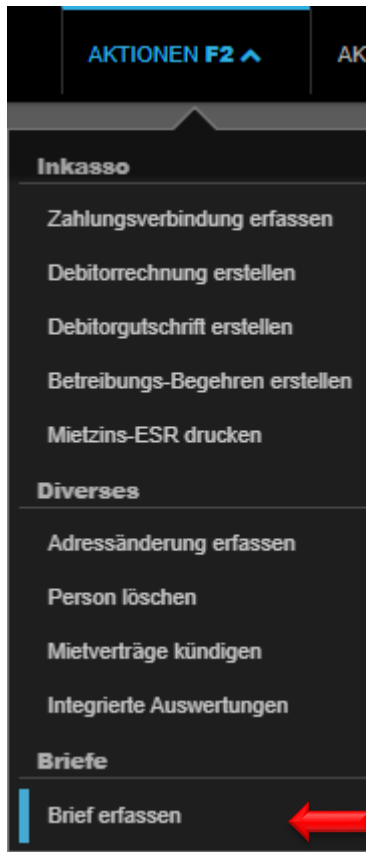 AKTIONEN F2 AK
Inkasso
Zahlungsverbindung erfassen
Debitorrechnung erstellen
Debitorgutschrift erstellen
Betreibungs-Begehren erstellen
Mietzins-ESR drucken
Diverses
Adressänderung erfassen
Person löschen
Mietverträge kündigen
Integrierte Auswertungen
Briefe
Brief erfassen